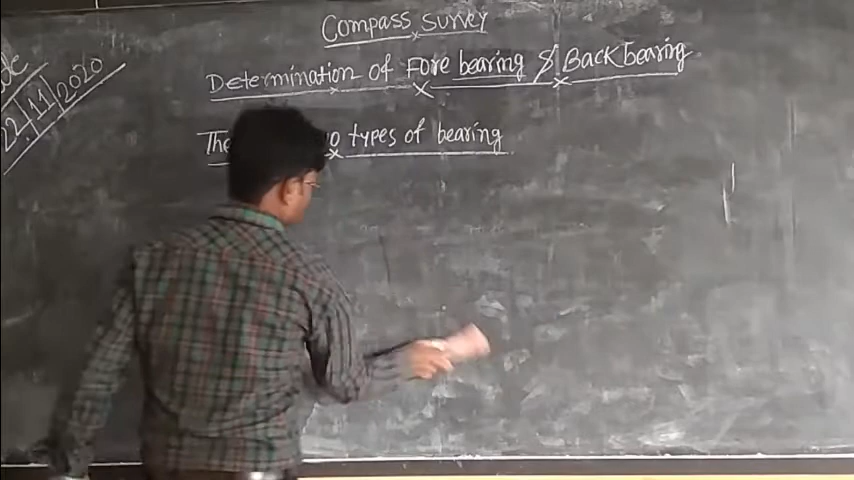 Compass survey
Determination of Fore bearing & Back bearing
22/11/2020
types of bearing